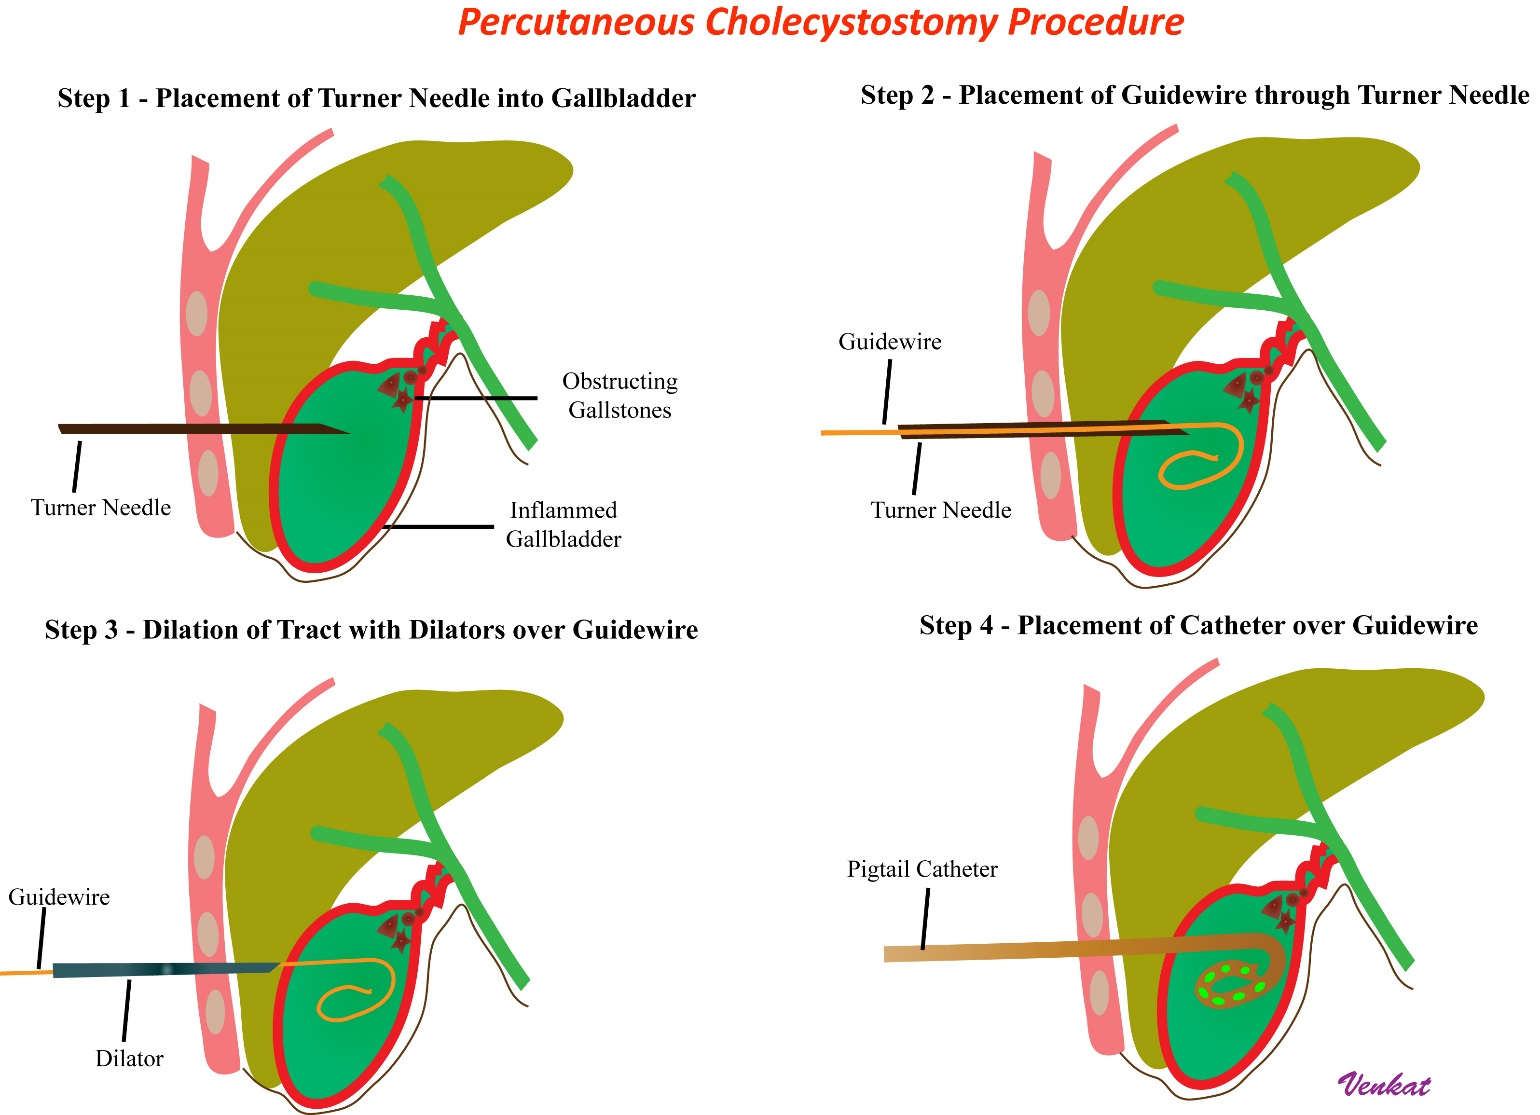 Percutaneous Cholecystostomy Procedure
Step 1 - Placement of Turner Needle into Gallbladder
Obstructing
Gallstones
Turner Needle
Inflammed
Gallbladder
Step 2 - Placement of Guidewire through Turner Needle
Guidewire
Turner Needle
Step 3 - Dilation of Tract with Dilators over Guidewire
Guidewire
Dilator
Step 4 - Placement of Catheter over Guidewire
Pigtail Catheter
Venkat